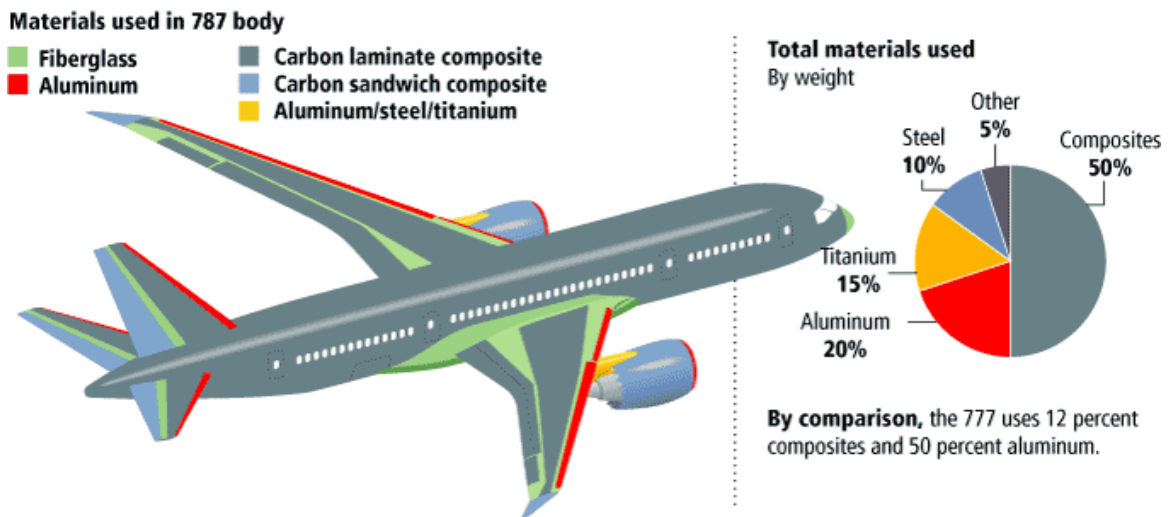 Materials used in 787 body
Fiberglass
Aluminum
Carbon laminate composite
Carbon sandwich composite
Aluminum/steel/titanium
Total materials used
By weight
Other
5%
Steel
10%
Composites
50%
Titanium
15%
Aluminum
20%
By comparison, the 777 uses 12 percent
composites and 50 percent aluminum.